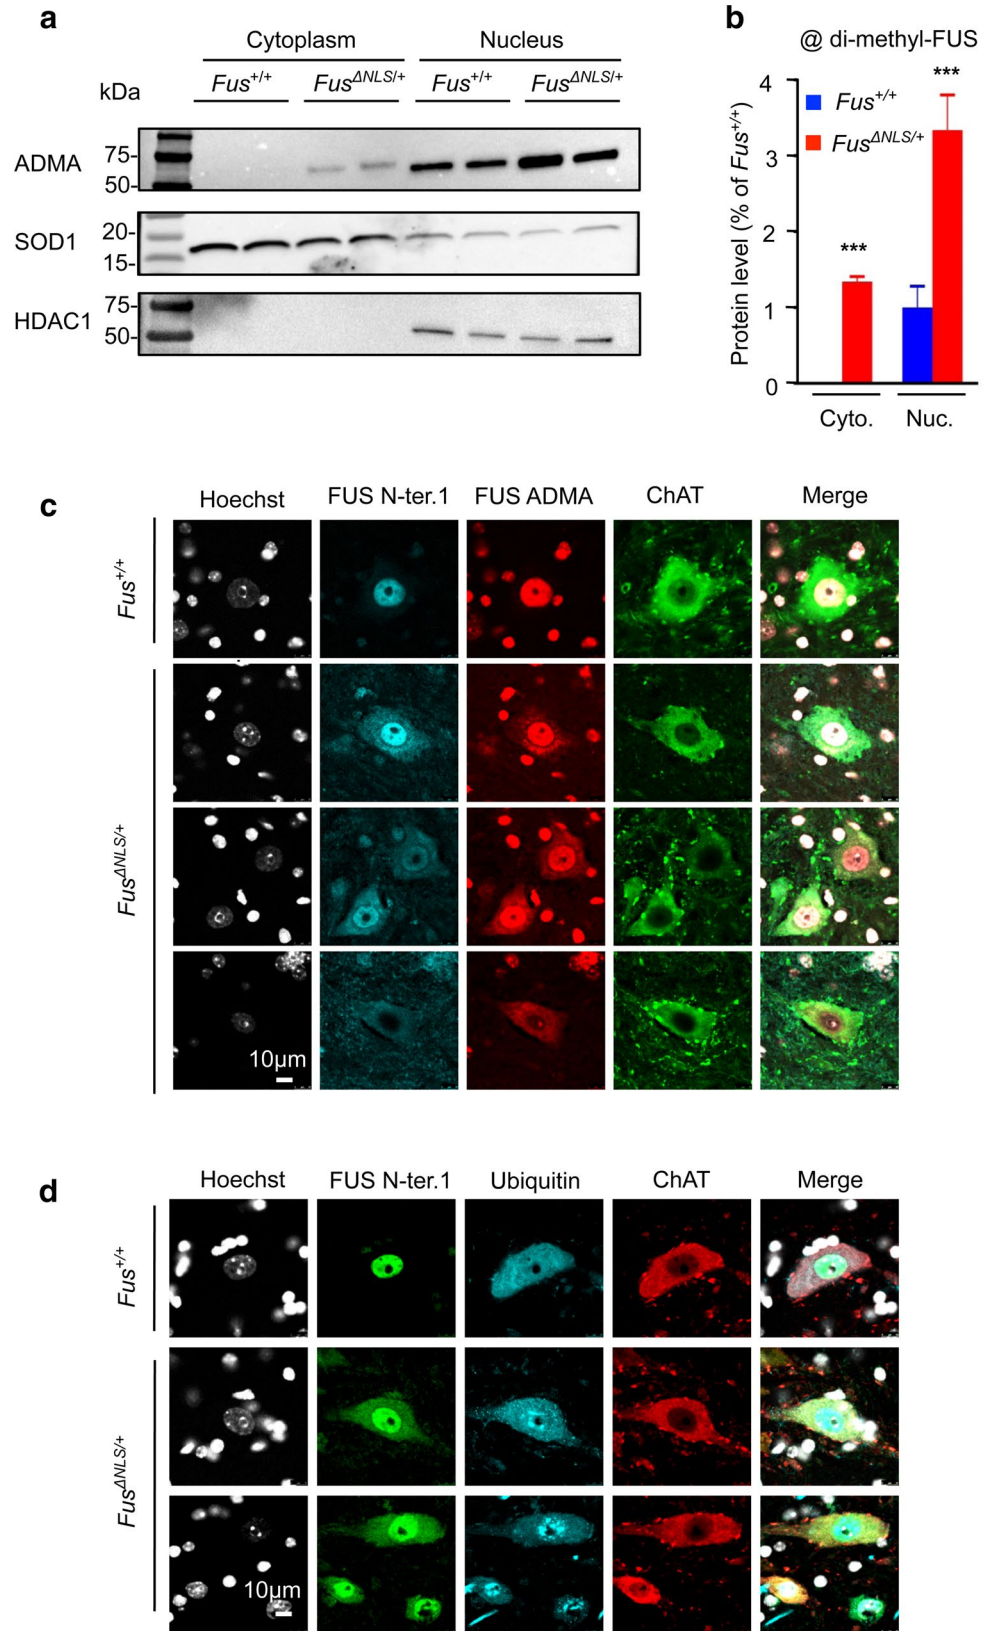 a
Cytoplasm Nucleus
Fus+/+ FusΔNLS/+ Fus+/+ FusΔNLS/+
kDa
ADMA 75-
50-
SOD1 20-
15-
HDAC1 75-
50-
b
@ di-methyl-FUS
Protein level (% of Fus+/+)
4
3
2
1
0
Fus+/+
FusΔNLS/+
***
***
Cyto. Nuc.
c
Hoechst FUS N-ter.1 FUS ADMA ChAT Merge
Fus+/+
FusΔNLS/+
10µm
d
Hoechst FUS N-ter.1 Ubiquitin ChAT Merge
Fus+/+
FusΔNLS/+
10µm